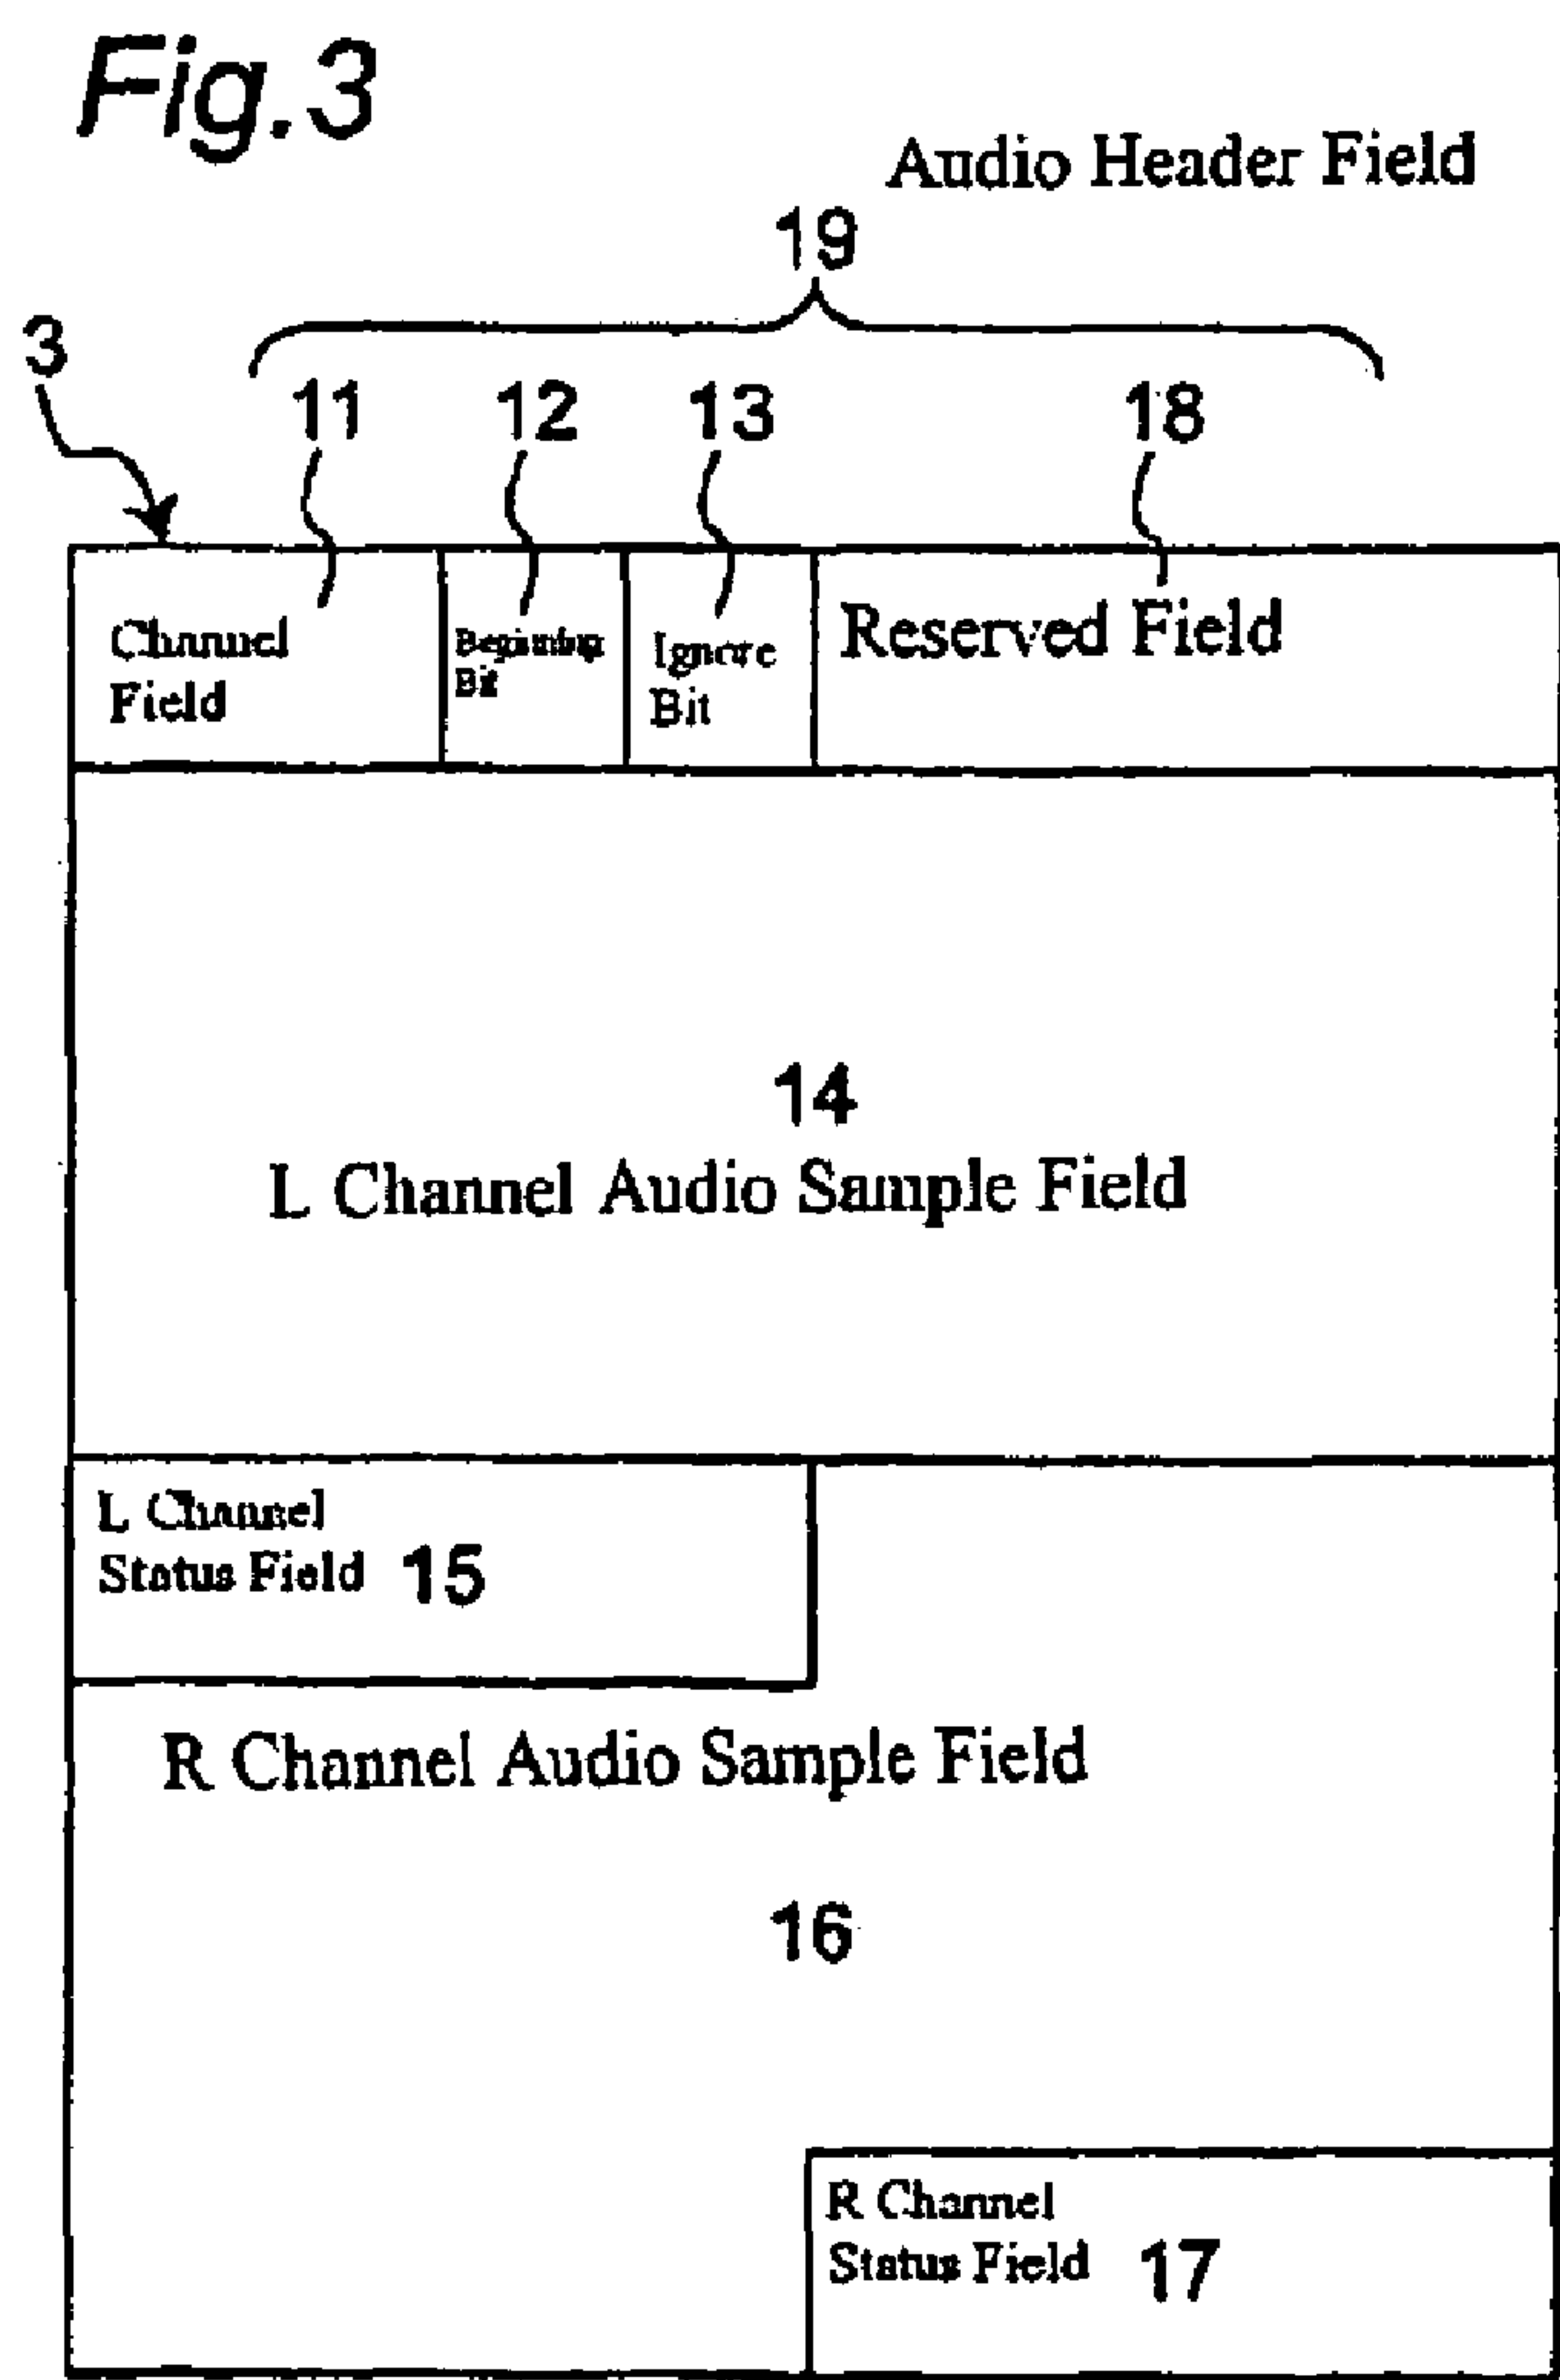 Fig.3
Audio Header Field
19
3
11 12 13 18
Channel
Field
Beginning
Bit
Ignore
Bit
Reserved Field
14
L Channel Audio Sample Field
L Channel
Status Field 15
R Channel Audio Sample Field
16
R Channel
Status Field 17